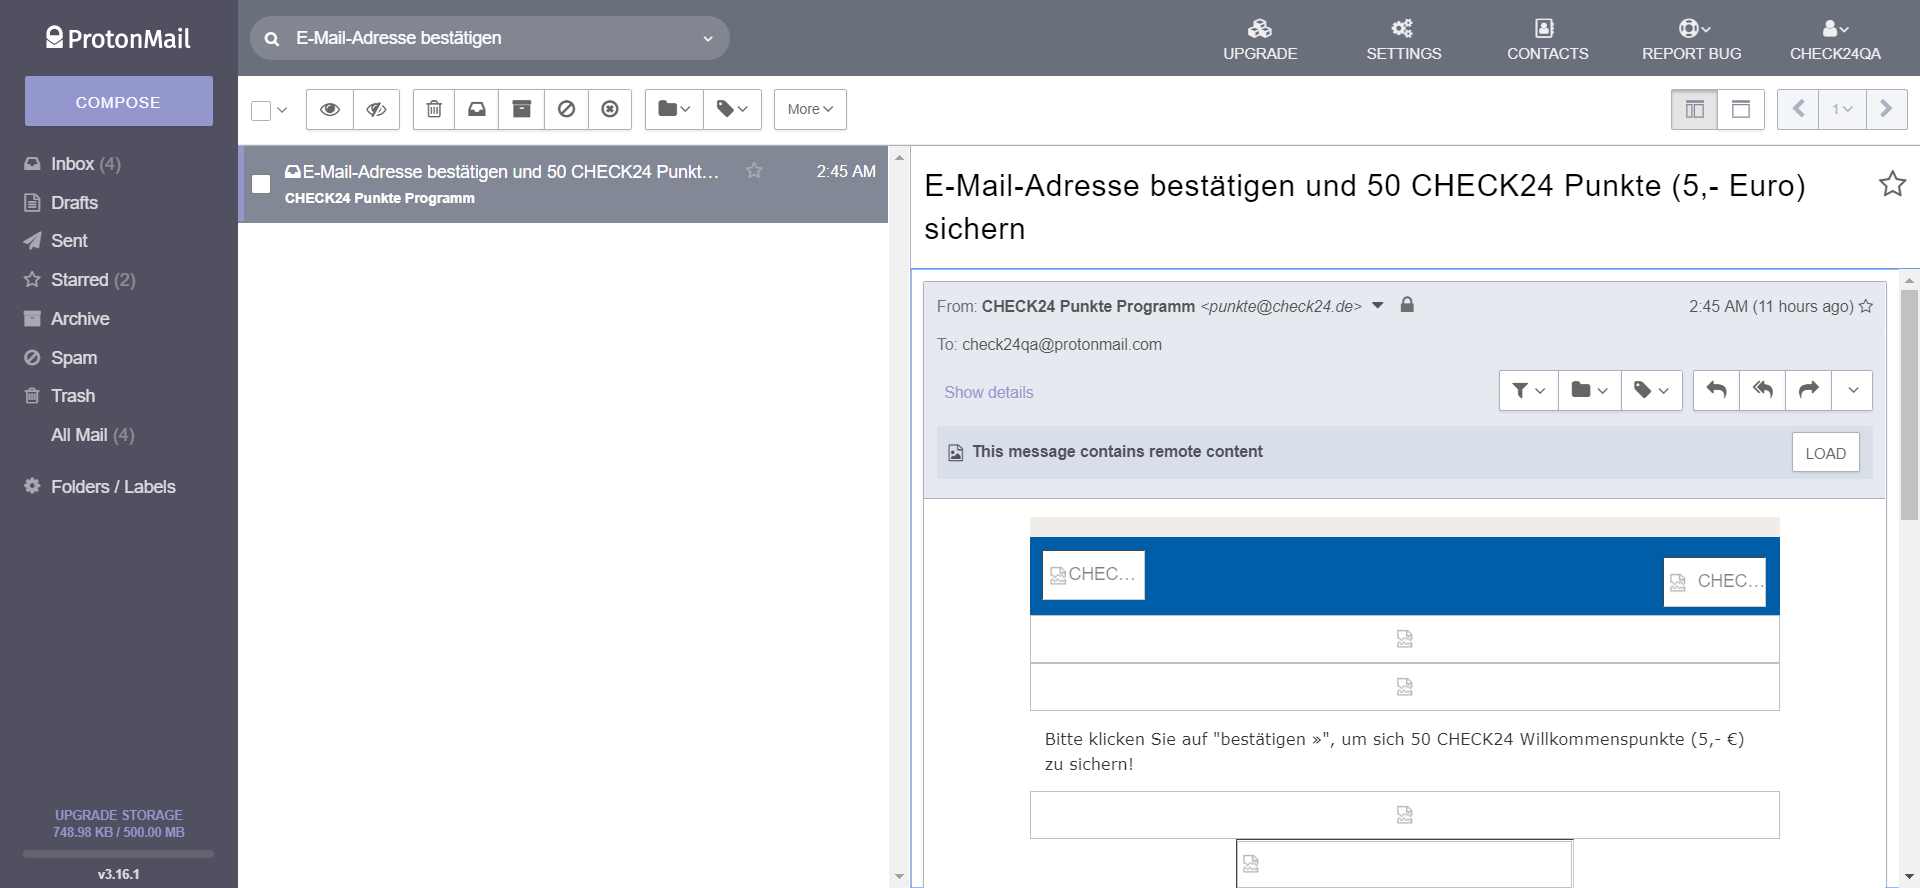 ProtonMail
E-Mail-Adresse bestätigen
UPGRADE
SETTINGS
CONTACTS
REPORT BUG
CHECK24QA
COMPOSE
More
1
Inbox (4)
Drafts
Sent
Starred (2)
Archive
Spam
Trash
All Mail (4)
Folders / Labels
UPGRADE STORAGE
748.98 KB / 500.00 MB
v3.16.1
E-Mail-Adresse bestätigen und 50 CHECK24 Punkt...
2:45 AM
CHECK24 Punkte Programm
E-Mail-Adresse bestätigen und 50 CHECK24 Punkte (5,- Euro)
sichern
From: CHECK24 Punkte Programm <punkte@check24.de>
2:45 AM (11 hours ago)
To: check24qa@protonmail.com
Show details
This message contains remote content
LOAD
CHEC...
CHEC...
Bitte klicken Sie auf "bestätigen »", um sich 50 CHECK24 Willkommenspunkte (5,- €)
zu sichern!